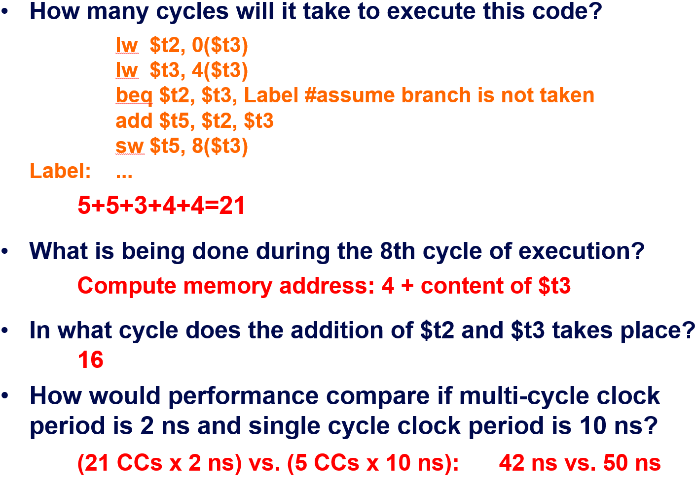 • How many cycles will it take to execute this code?
lw $t2, 0($t3)
lw $t3, 4($t3)
beq $t2, $t3, Label #assume branch is not taken
add $t5, $t2, $t3
sw $t5, 8($t3)
Label: ...
5+5+3+4+4=21
• What is being done during the 8th cycle of execution?
Compute memory address: 4 + content of $t3
• In what cycle does the addition of $t2 and $t3 takes place?
16
• How would performance compare if multi-cycle clock
period is 2 ns and single cycle clock period is 10 ns?
(21 CCs x 2 ns) vs. (5 CCs x 10 ns): 42 ns vs. 50 ns